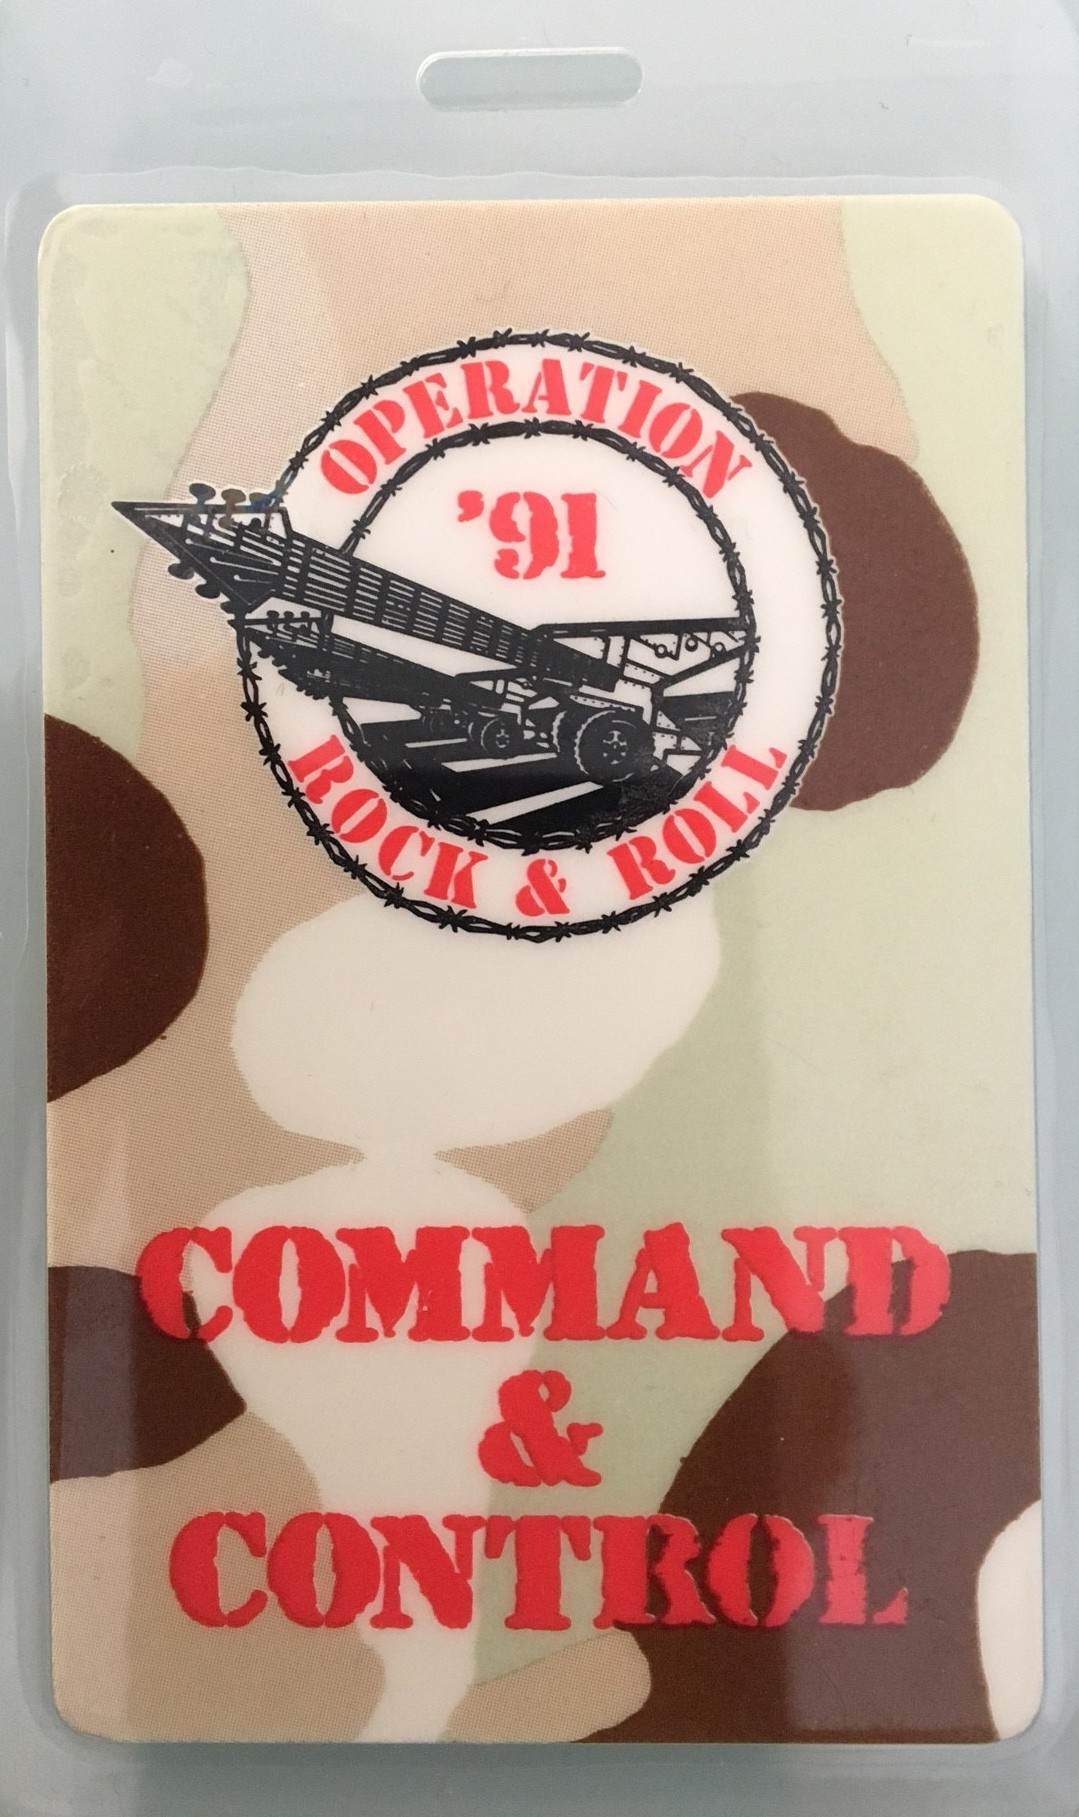 OPERATION
'91
ROCK & ROLL
COMMAND
&
CONTROL